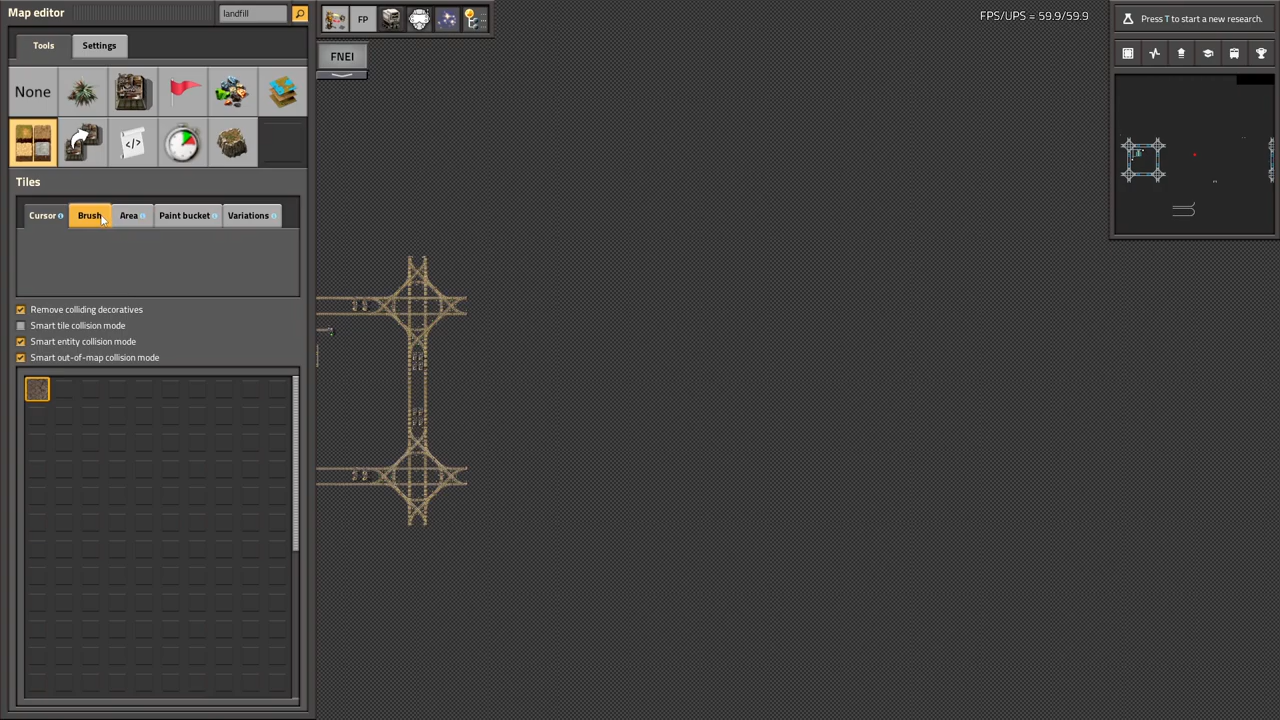 Map editor
landfill
FP
FPS/UPS = 39.9/59.9
Press T to start a new research.
Tools
Settings
FNEI
None
</>
Tiles
Cursor
Brush
Area
Paint bucket
Variations
Remove colliding decoratives
Smart tile collision mode
Smart entity collision mode
Smart out-of-map collision mode